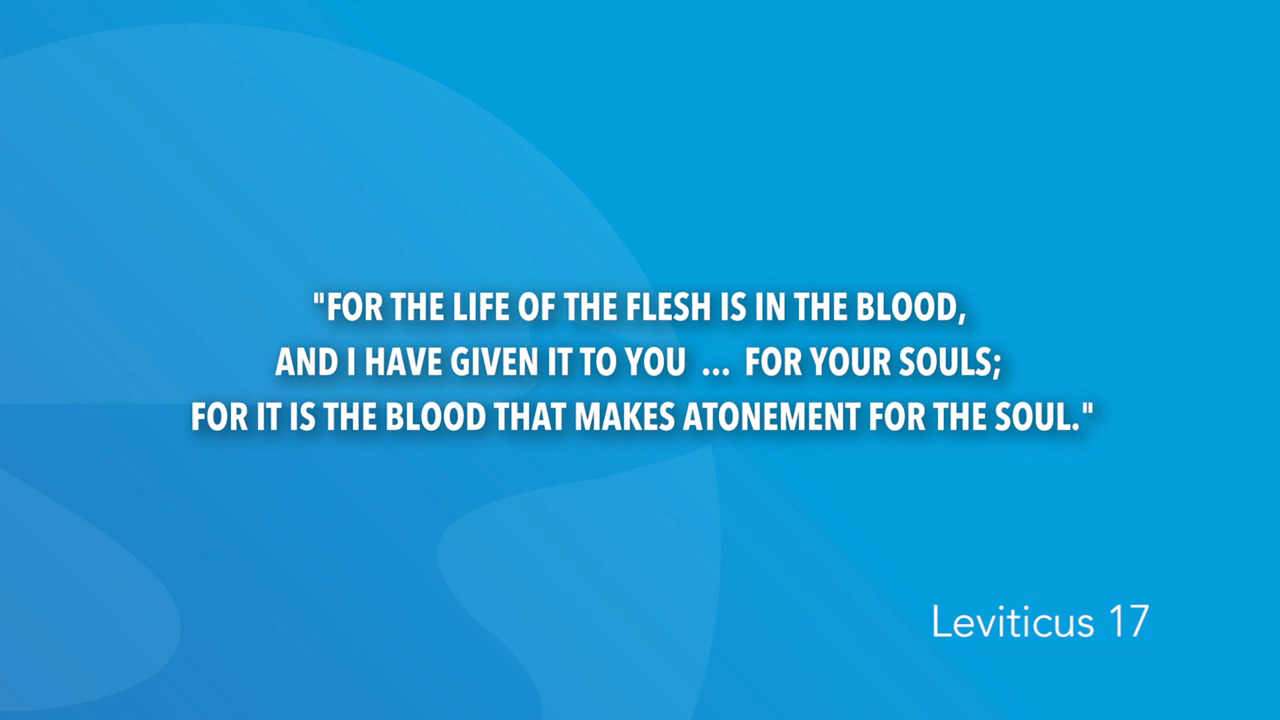 "FOR THE LIFE OF THE FLESH IS IN THE BLOOD,
AND I HAVE GIVEN IT TO YOU ... FOR YOUR SOULS;
FOR IT IS THE BLOOD THAT MAKES ATONEMENT FOR THE SOUL."
Leviticus 17